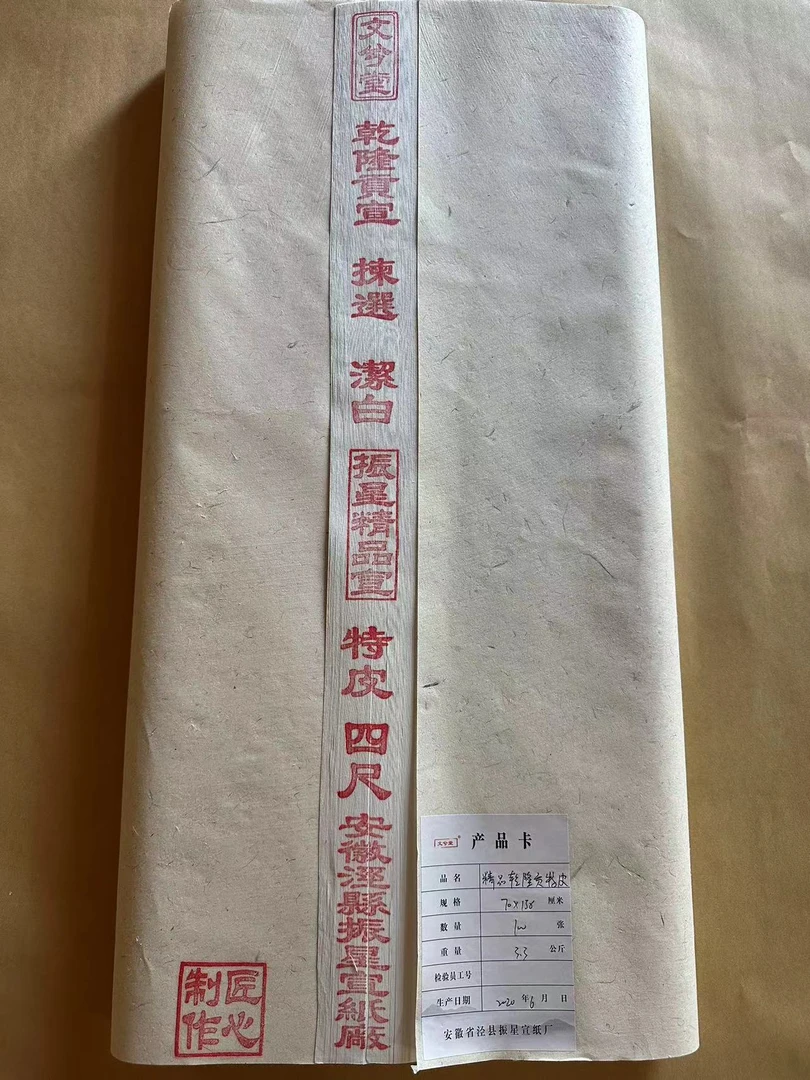 文兮堂
乾隆貢宣
揀選
潔白
振星精品宣
特皮
四尺
安徽涇縣振星宣紙廠
匠心
制作
文兮堂
产品卡
品名 精品乾隆贡特皮
规格 70×138 厘米
数量 100 张
重量 3.3 公斤
检验员工号
生产日期 2020年6月 日
安徽省泾县振星宣纸厂